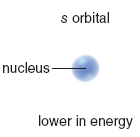 s orbital
nucleus
lower in energy